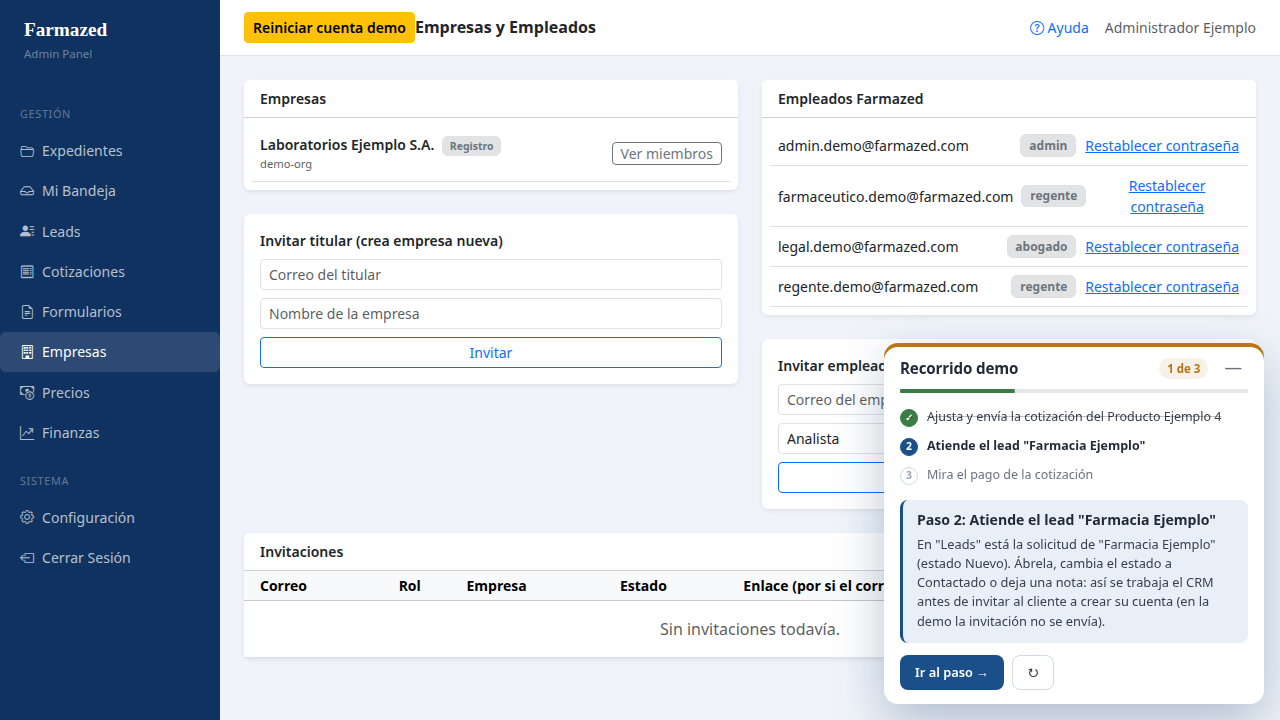 Farmazed
Admin Panel
GESTIÓN
Expedientes
Mi Bandeja
Leads
Cotizaciones
Formularios
Empresas
Precios
Finanzas
SISTEMA
Configuración
Cerrar Sesión
Reiniciar cuenta demo
Empresas y Empleados
Ayuda
Administrador Ejemplo
Empresas
Laboratorios Ejemplo S.A. Registro
demo-org
Ver miembros
Invitar titular (crea empresa nueva)
Correo del titular
Nombre de la empresa
Invitar
Empleados Farmazed
admin.demo@farmazed.com admin Restablecer contraseña
farmaceutico.demo@farmazed.com regente Restablecer
contraseña
legal.demo@farmazed.com abogado Restablecer contraseña
regente.demo@farmazed.com regente Restablecer contraseña
Invitar
Correo del
Analista
Invitaciones
Correo Rol Empresa Estado Enlace (por si el
Sin invitaciones todavía.
Recorrido demo
1 de 3
✓ Ajusta y envía la cotización del Producto Ejemplo 4
2 Atiende el lead "Farmacia Ejemplo"
3 Mira el pago de la cotización
Paso 2: Atiende el lead "Farmacia Ejemplo"
En "Leads" está la solicitud de "Farmacia Ejemplo"
(estado Nuevo). Ábrela, cambia el estado a
Contactado o deja una nota: así se trabaja el CRM
antes de invitar al cliente a crear su cuenta (en la
demo la invitación no se envía).
Ir al paso →
↻